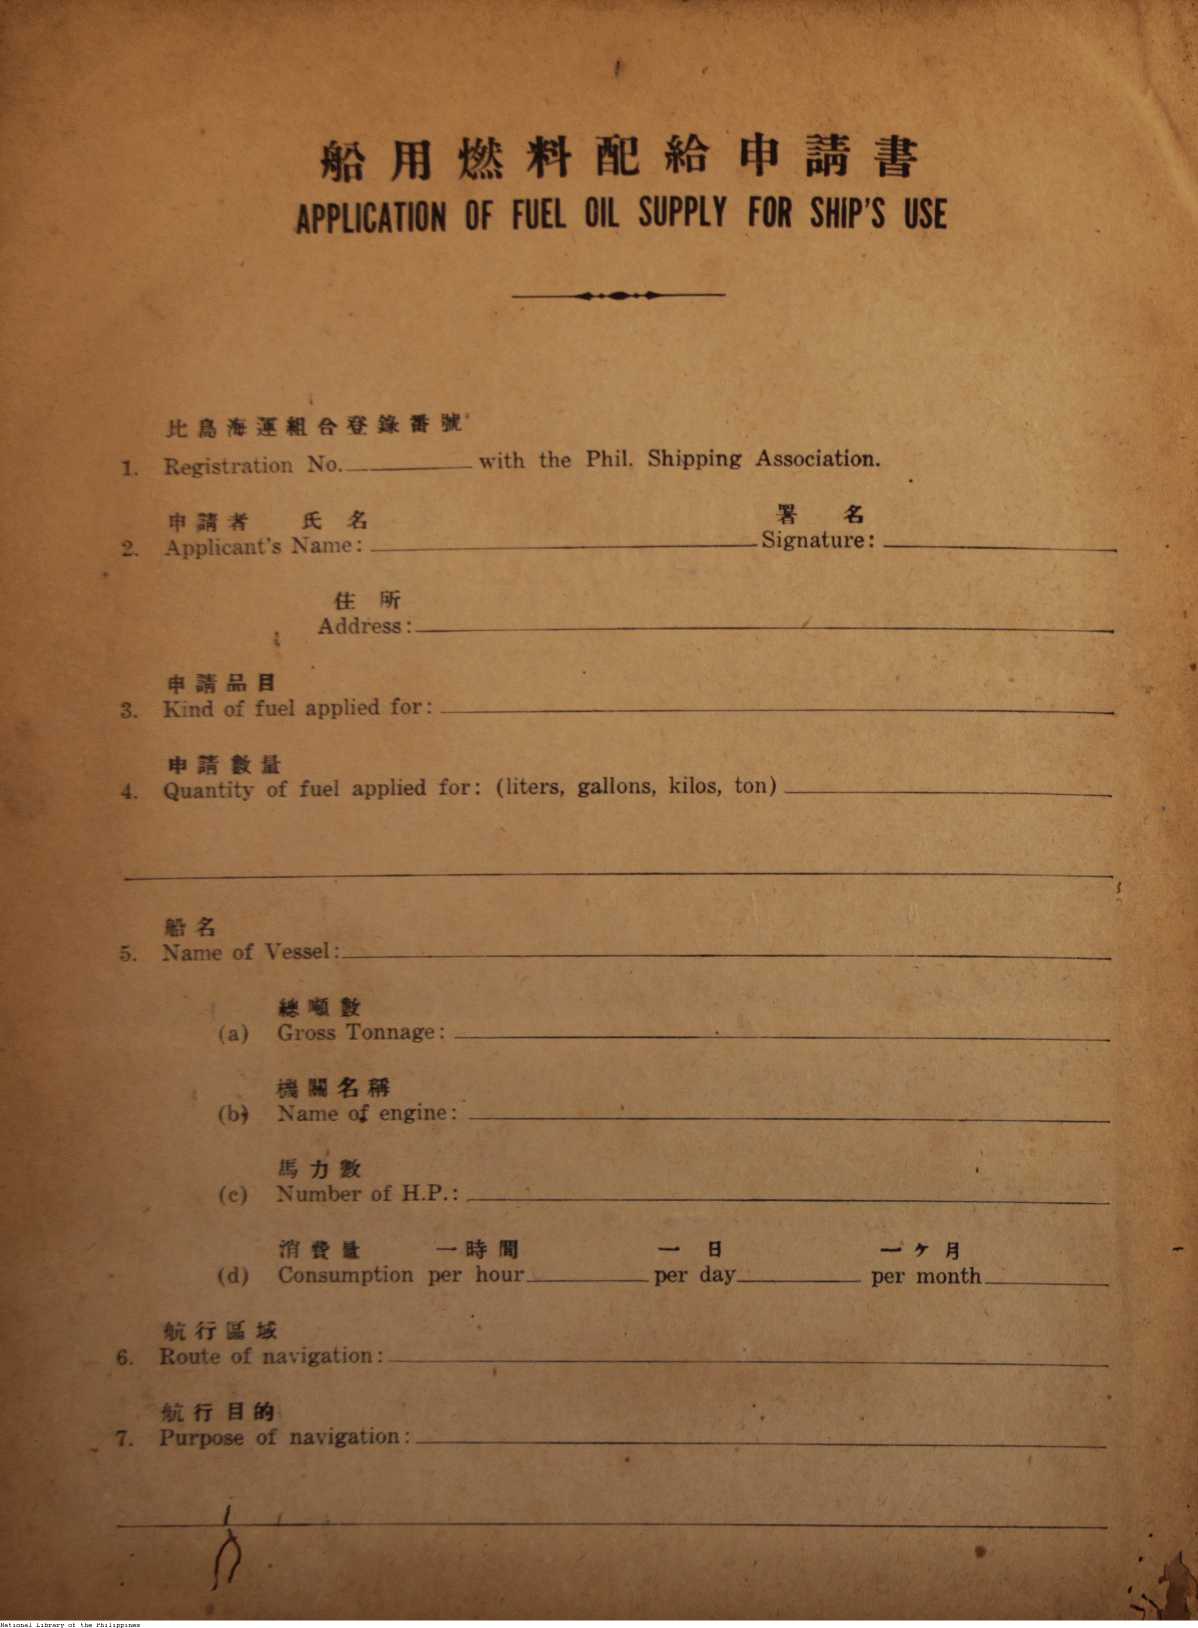 船用燃料配給申請書
APPLICATION OF FUEL OIL SUPPLY FOR SHIP'S USE
比島海運組合登錄番號
1. Registration No. with the Phil. Shipping Association.
申請者 氏名 署名
2. Applicant's Name: Signature:
住所
Address:
申請品目
3. Kind of fuel applied for:
申請數量
4. Quantity of fuel applied for: (liters, gallons, kilos, ton)
船名
5. Name of Vessel:
總噸數
(a) Gross Tonnage:
機關名稱
(b) Name of engine:
馬力數
(c) Number of H.P.:
消費量 一時間 一日 一ケ月
(d) Consumption per hour per day per month
航行區域
6. Route of navigation:
航行目的
7. Purpose of navigation:
National Library of the Philippines